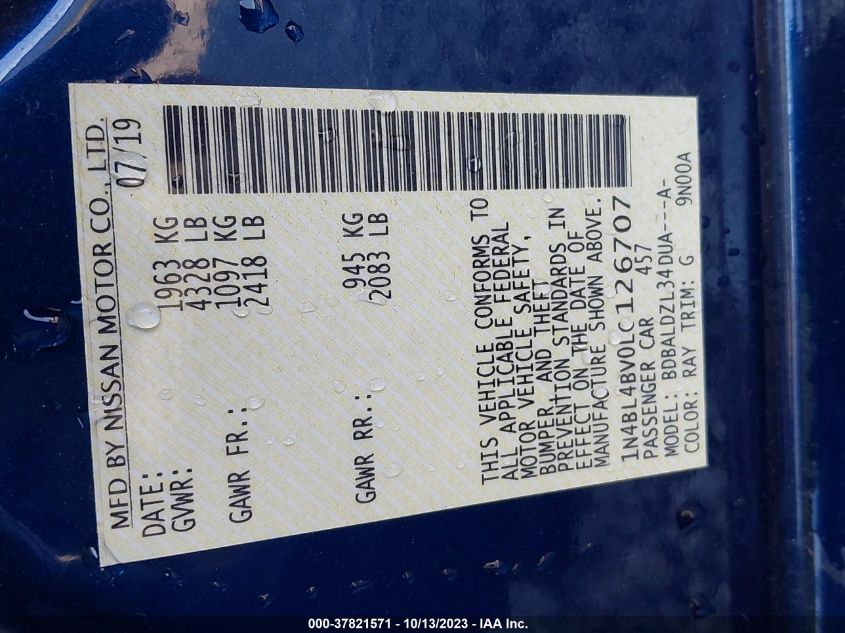 MFD BY NISSAN MOTOR CO., LTD.
DATE: 07/19
GVWR: 1963 KG
4328 LB
GAWR FR.: 1097 KG
2418 LB
GAWR RR.: 945 KG
2083 LB
THIS VEHICLE CONFORMS TO
ALL APPLICABLE FEDERAL
MOTOR VEHICLE SAFETY,
BUMPER, AND THEFT
PREVENTION STANDARDS IN
EFFECT ON THE DATE OF
MANUFACTURE SHOWN ABOVE.
1N4BL4BV0LC126707
PASSENGER CAR 457
MODEL: BDBALDZL34DUA---A-
COLOR: RAY TRIM: G 9N00A
000-37821571 - 10/13/2023 - IAA Inc.